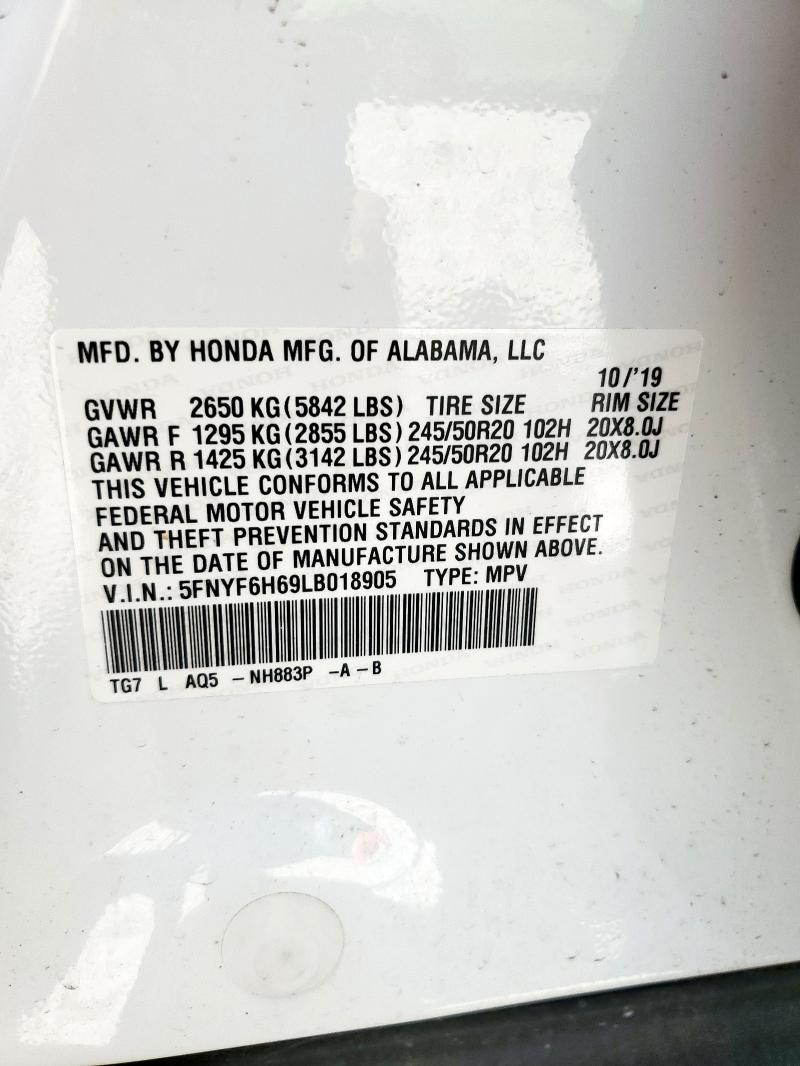 MFD. BY HONDA MFG. OF ALABAMA, LLC
10/'19
GVWR 2650 KG(5842 LBS) TIRE SIZE RIM SIZE
GAWR F 1295 KG(2855 LBS) 245/50R20 102H 20X8.0J
GAWR R 1425 KG(3142 LBS) 245/50R20 102H 20X8.0J
THIS VEHICLE CONFORMS TO ALL APPLICABLE
FEDERAL MOTOR VEHICLE SAFETY
AND THEFT PREVENTION STANDARDS IN EFFECT
ON THE DATE OF MANUFACTURE SHOWN ABOVE.
V.I.N.: 5FNYF6H69LB018905 TYPE: MPV
TG7 L AQ5 -NH883P -A-B